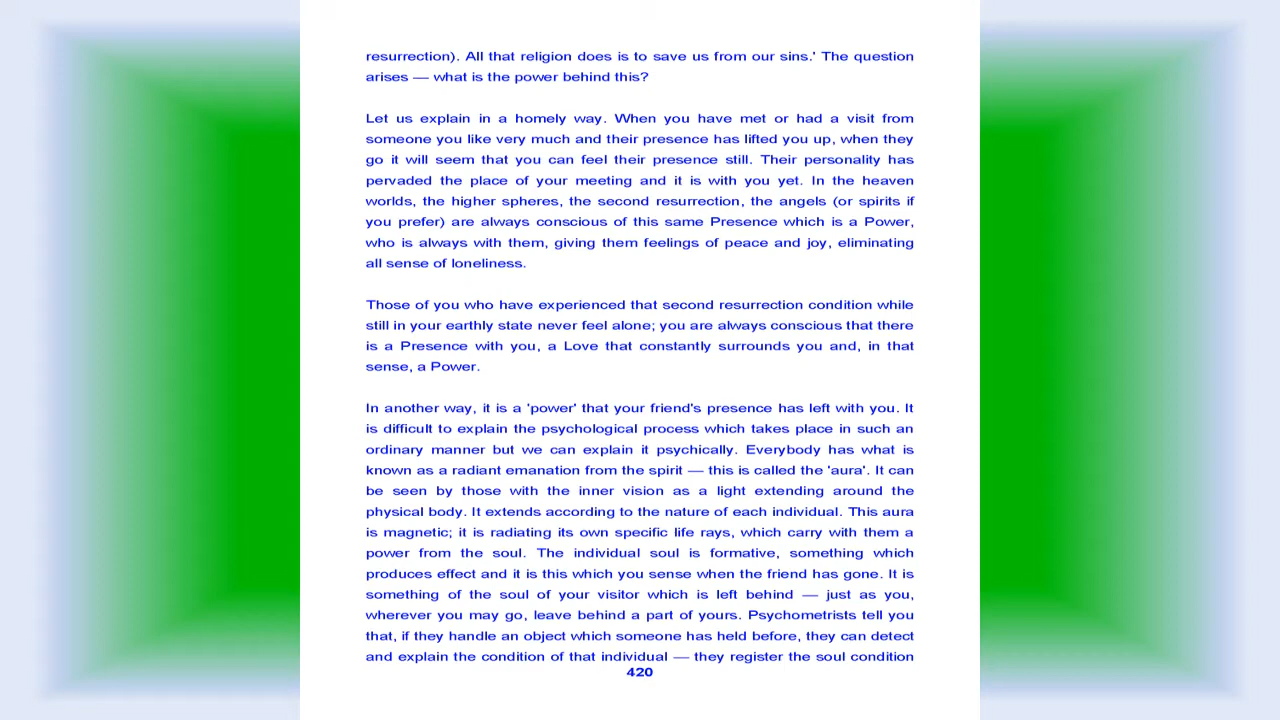 resurrection). All that religion does is to save us from our sins.' The question
arises — what is the power behind this?
Let us explain in a homely way. When you have met or had a visit from
someone you like very much and their presence has lifted you up, when they
go it will seem that you can feel their presence still. Their personality has
pervaded the place of your meeting and it is with you yet. In the heaven
worlds, the higher spheres, the second resurrection, the angels (or spirits if
you prefer) are always conscious of this same Presence which is a Power,
who is always with them, giving them feelings of peace and joy, eliminating
all sense of loneliness.
Those of you who have experienced that second resurrection condition while
still in your earthly state never feel alone; you are always conscious that there
is a Presence with you, a Love that constantly surrounds you and, in that
sense, a Power.
In another way, it is a 'power' that your friend's presence has left with you. It
is difficult to explain the psychological process which takes place in such an
ordinary manner but we can explain it psychically. Everybody has what is
known as a radiant emanation from the spirit — this is called the 'aura'. It can
be seen by those with the inner vision as a light extending around the
physical body. It extends according to the nature of each individual. This aura
is magnetic; it is radiating its own specific life rays, which carry with them a
power from the soul. The individual soul is formative, something which
produces effect and it is this which you sense when the friend has gone. It is
something of the soul of your visitor which is left behind — just as you,
wherever you may go, leave behind a part of yours. Psychometrists tell you
that, if they handle an object which someone has held before, they can detect
and explain the condition of that individual — they register the soul condition
420